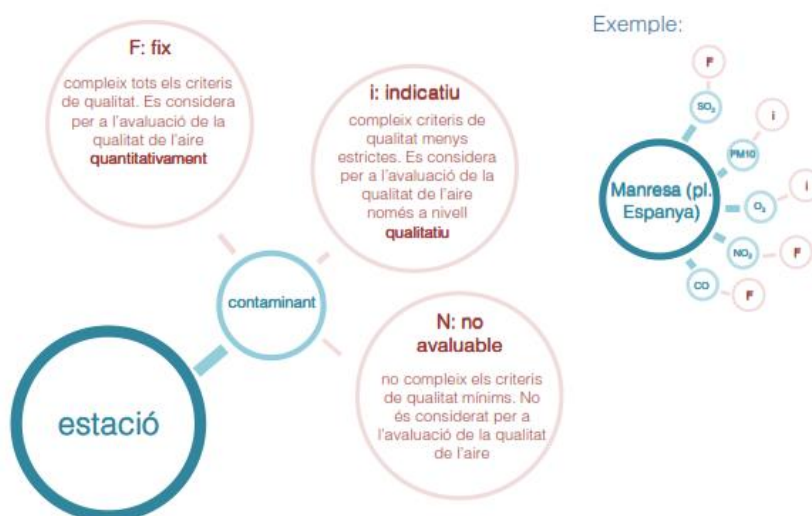 F: fix
compleix tots els criteris
de qualitat. Es considera
per a l'avaluació de la
qualitat de l'aire
quantitativament
i: indicatiu
compleix criteris de
qualitat menys
estrictes. Es considera
per a l'avaluació de la
qualitat de l'aire
només a nivell
qualitatiu
contaminant
N: no
avaluable
no compleix els criteris
de qualitat mínims. No
és considerat per a
l'avaluació de la qualitat
de l'aire
estació
Exemple:
Manresa (pl.
Espanya)
SO₂
F
PM10
i
O₃
i
NO₂
F
CO
F